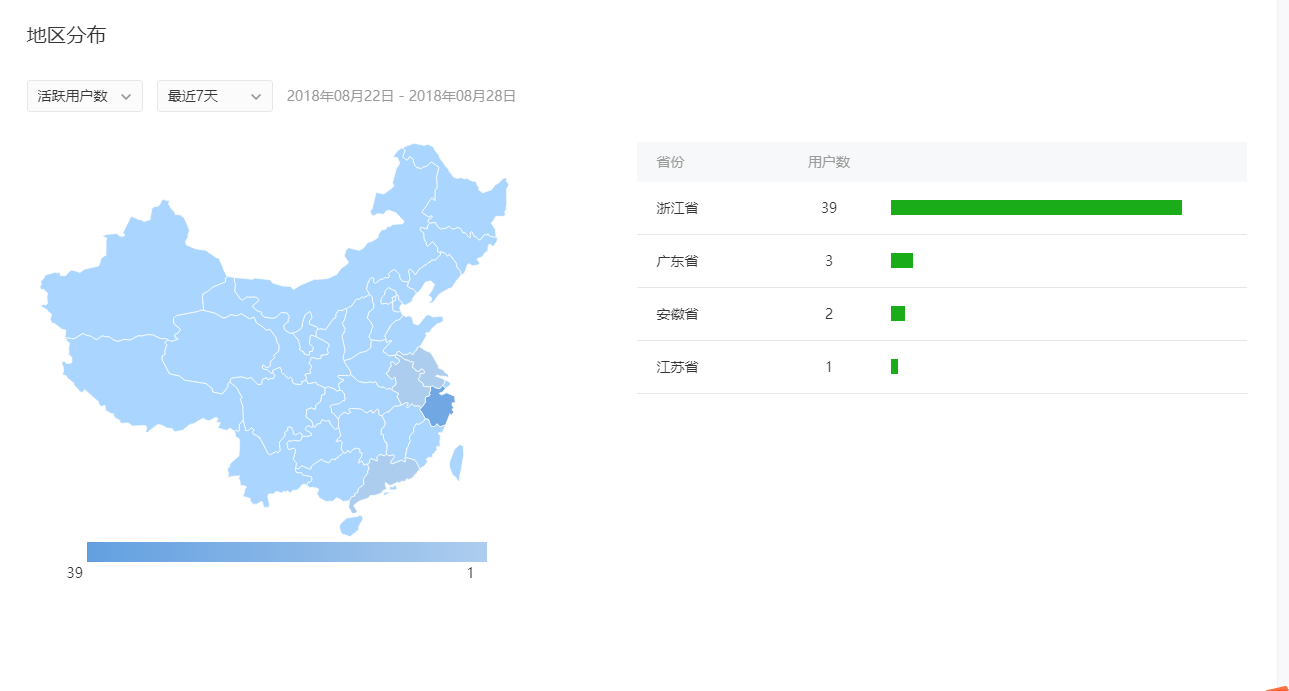 地区分布
活跃用户数 最近7天 2018年08月22日 - 2018年08月28日
省份 用户数
浙江省 39
广东省 3
安徽省 2
江苏省 1
39 1